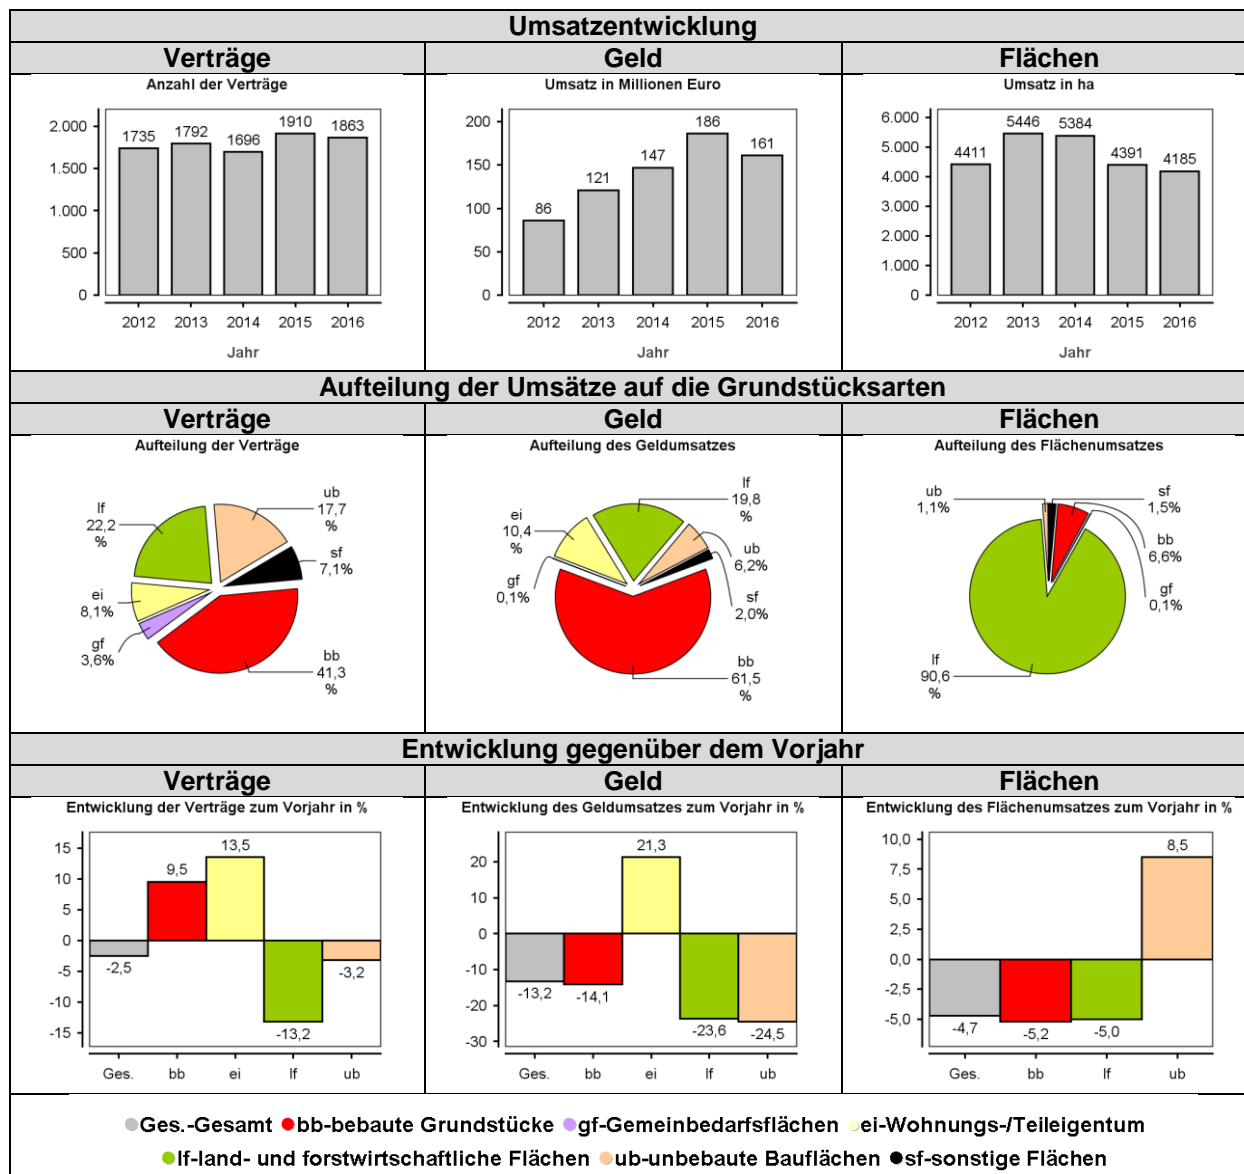 Umsatzentwicklung
Verträge
Geld
Flächen
Anzahl der Verträge
2.000
1.500
1.000
500
0
1735
1792
1696
1910
1863
2012 2013 2014 2015 2016
Jahr
Umsatz in Millionen Euro
200
150
100
50
0
86
121
147
186
161
2012 2013 2014 2015 2016
Umsatz in ha
6.000
5.000
4.000
3.000
2.000
1.000
0
4411
5446
5384
4391
4185
2012 2013 2014 2015 2016
Jahr
Aufteilung der Umsätze auf die Grundstücksarten
Verträge
Geld
Flächen
Aufteilung der Verträge
lf
22,2
%
ub
17,7
%
sf
7,1%
ei
8,1%
gf
3,6%
bb
41,3
%
Aufteilung des Geldumsatzes
lf
19,8
%
ei
10,4
%
ub
6,2%
gf
0,1%
sf
2,0%
bb
61,5
%
Aufteilung des Flächenumsatzes
ub
1,1%
sf
1,5%
bb
6,6%
gf
0,1%
lf
90,6
%
Entwicklung gegenüber dem Vorjahr
Verträge
Geld
Flächen
Entwicklung der Verträge zum Vorjahr in %
15
10
5
0
-5
-10
-15
-2,5
9,5
13,5
-13,2
-3,2
Ges. bb ei lf ub
Entwicklung des Geldumsatzes zum Vorjahr in %
20
10
0
-10
-20
-30
-13,2
-14,1
21,3
-23,6
-24,5
Ges. bb ei lf ub
Entwicklung des Flächenumsatzes zum Vorjahr in %
10,0
7,5
5,0
2,5
0,0
-2,5
-5,0
-4,7
-5,2
-5,0
8,5
Ges. bb lf ub
Ges.-Gesamt bb-bebaute Grundstücke gf-Gemeinbedarfsflächen ei-Wohnungs-/Teileigentum
lf-land- und forstwirtschaftliche Flächen ub-unbebaute Bauflächen sf-sonstige Flächen